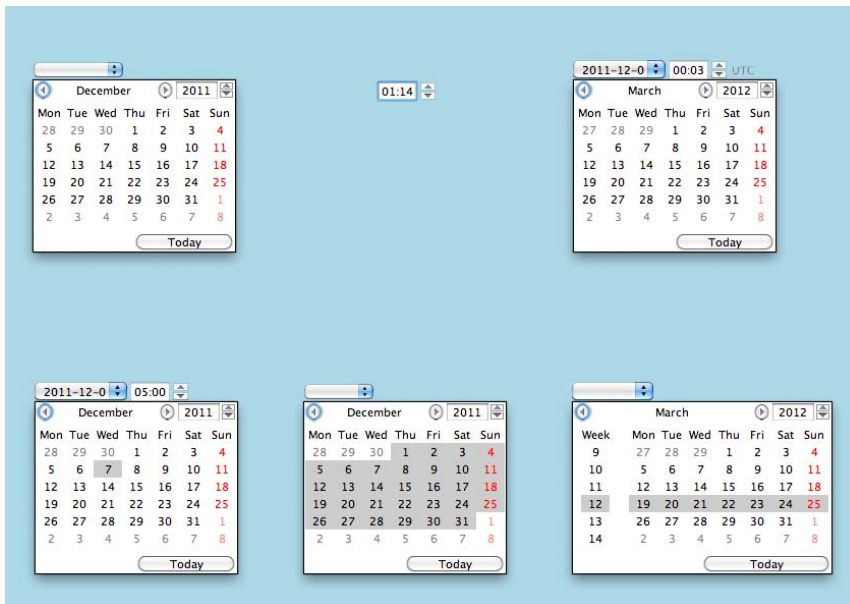 December 2011
Mon Tue Wed Thu Fri Sat Sun
28 29 30 1 2 3 4
5 6 7 8 9 10 11
12 13 14 15 16 17 18
19 20 21 22 23 24 25
26 27 28 29 30 31 1
2 3 4 5 6 7 8
Today
01:14
2011-12-0 00:03 UTC
March 2012
Mon Tue Wed Thu Fri Sat Sun
27 28 29 1 2 3 4
5 6 7 8 9 10 11
12 13 14 15 16 17 18
19 20 21 22 23 24 25
26 27 28 29 30 31 1
2 3 4 5 6 7 8
Today
2011-12-0 05:00
December 2011
Mon Tue Wed Thu Fri Sat Sun
28 29 30 1 2 3 4
5 6 7 8 9 10 11
12 13 14 15 16 17 18
19 20 21 22 23 24 25
26 27 28 29 30 31 1
2 3 4 5 6 7 8
Today
December 2011
Mon Tue Wed Thu Fri Sat Sun
28 29 30 1 2 3 4
5 6 7 8 9 10 11
12 13 14 15 16 17 18
19 20 21 22 23 24 25
26 27 28 29 30 31 1
2 3 4 5 6 7 8
Today
March 2012
Week Mon Tue Wed Thu Fri Sat Sun
9 27 28 29 1 2 3 4
10 5 6 7 8 9 10 11
11 12 13 14 15 16 17 18
12 19 20 21 22 23 24 25
13 26 27 28 29 30 31 1
14 2 3 4 5 6 7 8
Today